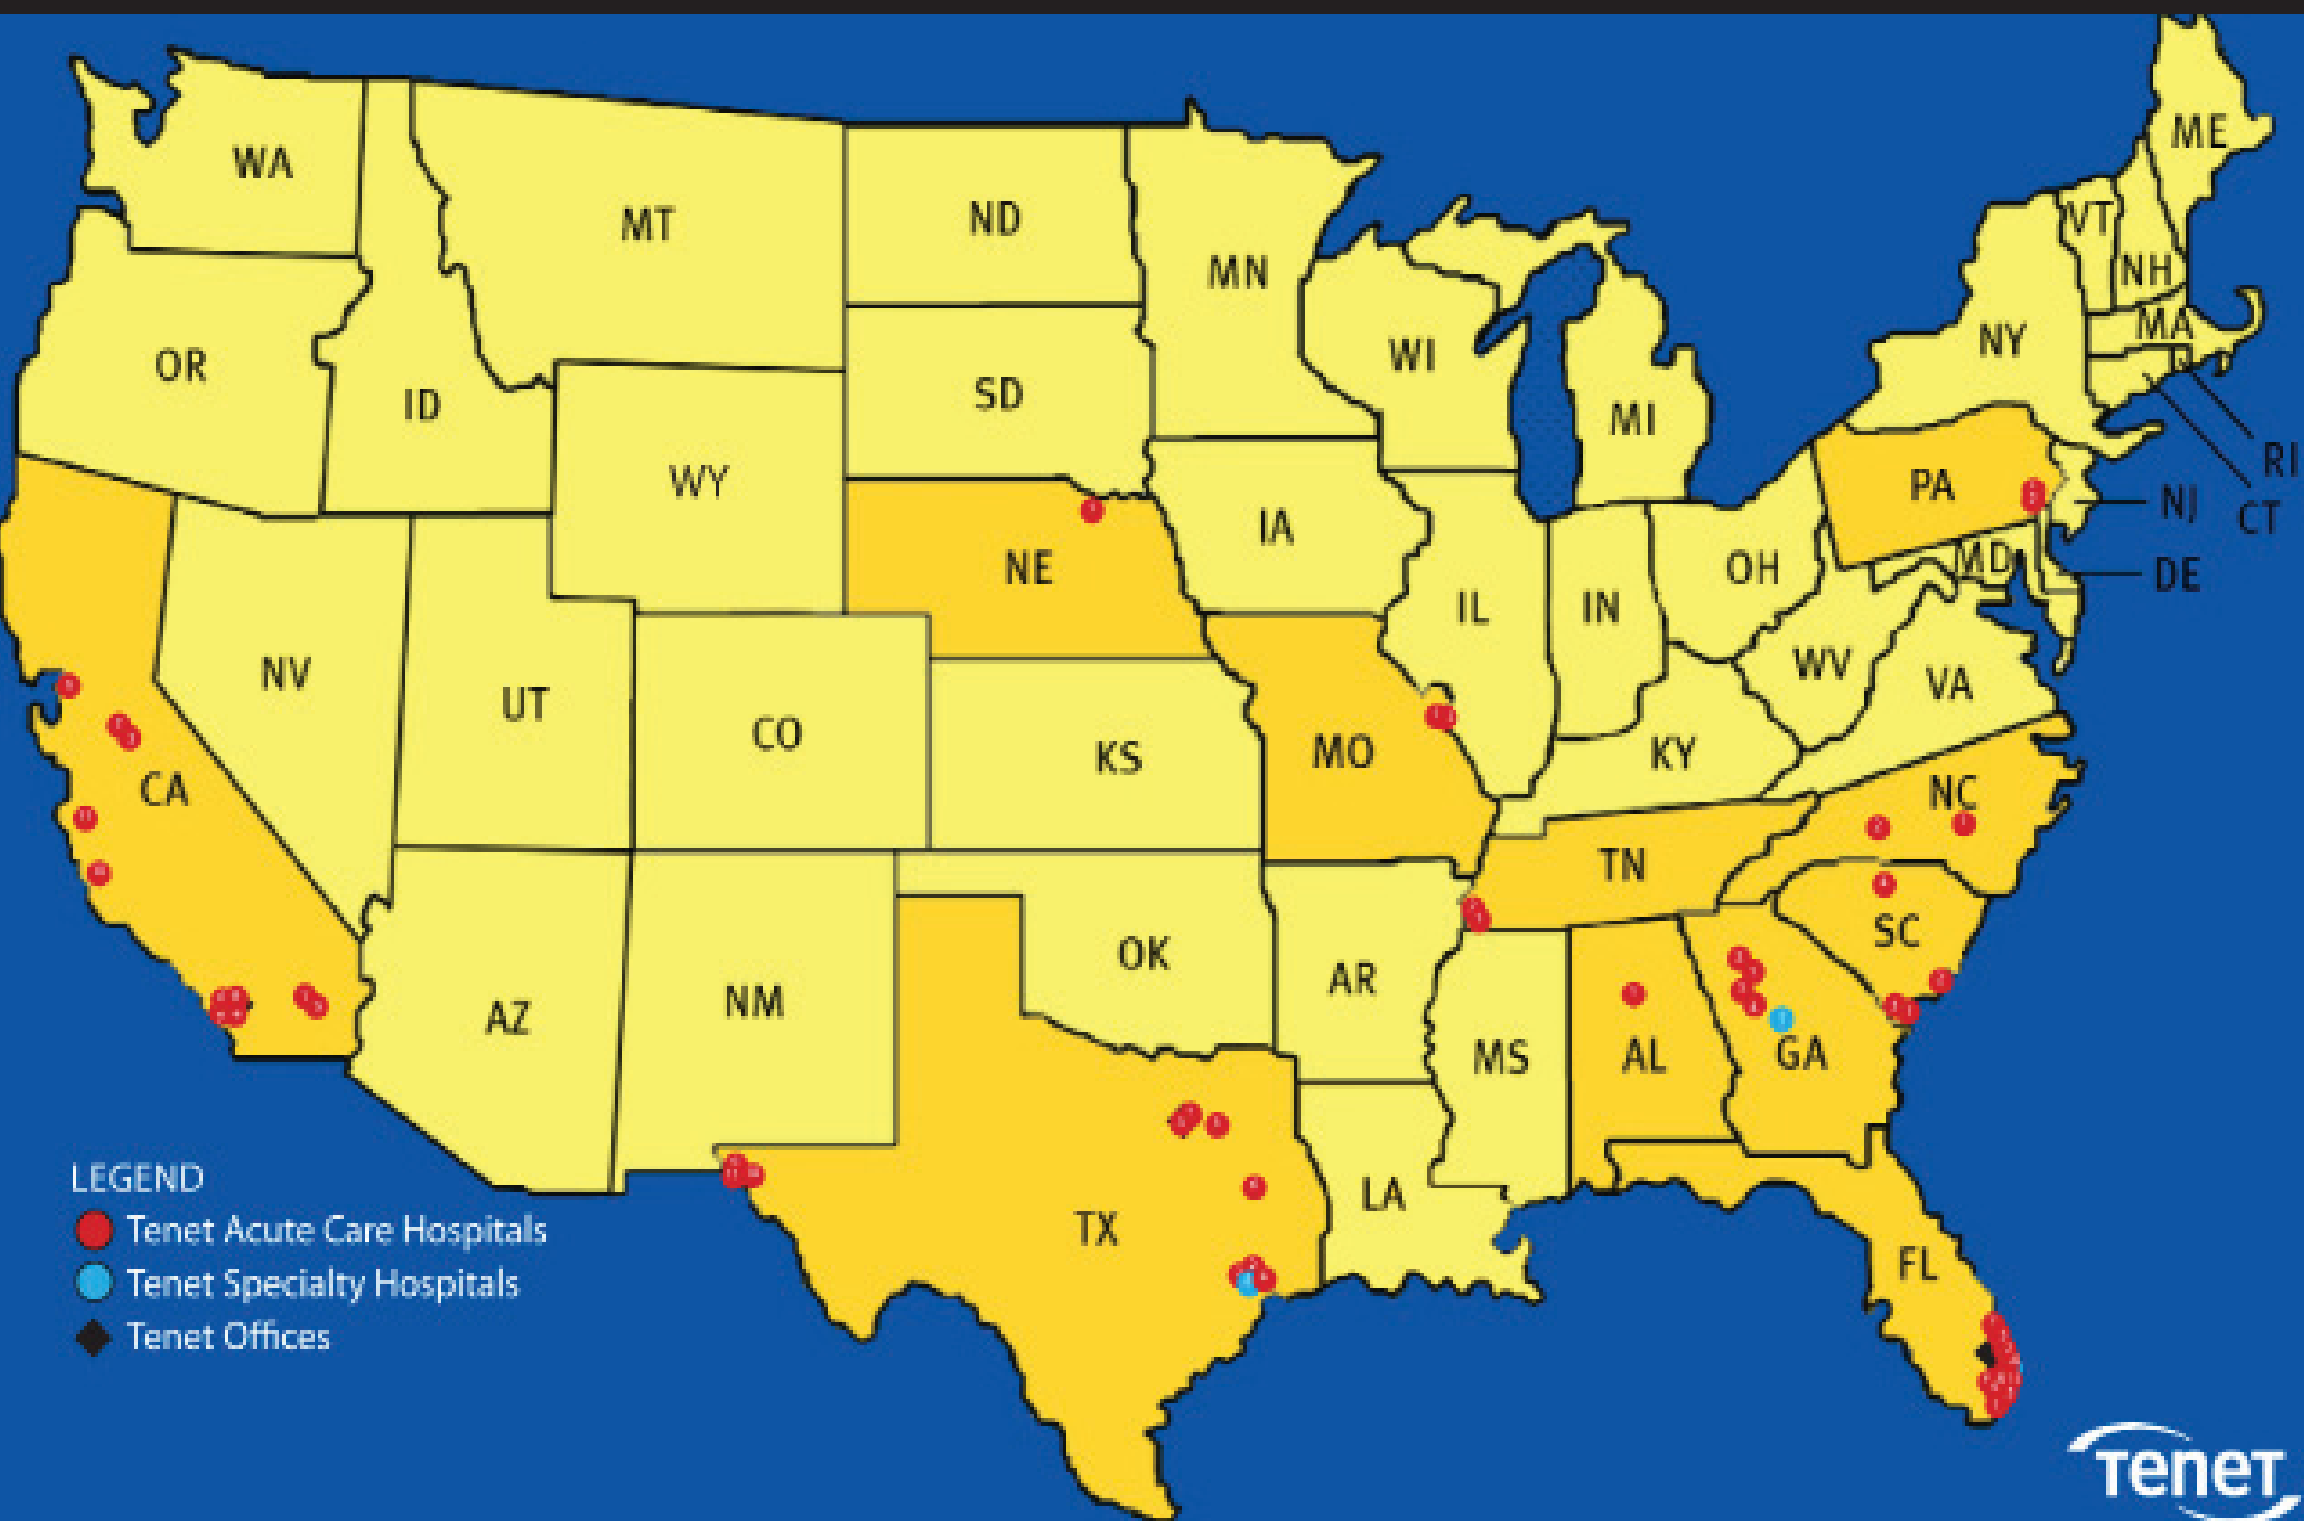 WA
MT
ND
MN
ME
VT
NH
MA
NY
OR
ID
SD
WI
MI
WY
PA
RI
NJ
CT
IA
NE
OH
MD
DE
IL
IN
NV
UT
CO
KS
MO
KY
WV
VA
CA
NC
TN
OK
AR
SC
AZ
NM
MS
AL
GA
LA
TX
FL
LEGEND
Tenet Acute Care Hospitals
Tenet Specialty Hospitals
Tenet Offices
Tenet